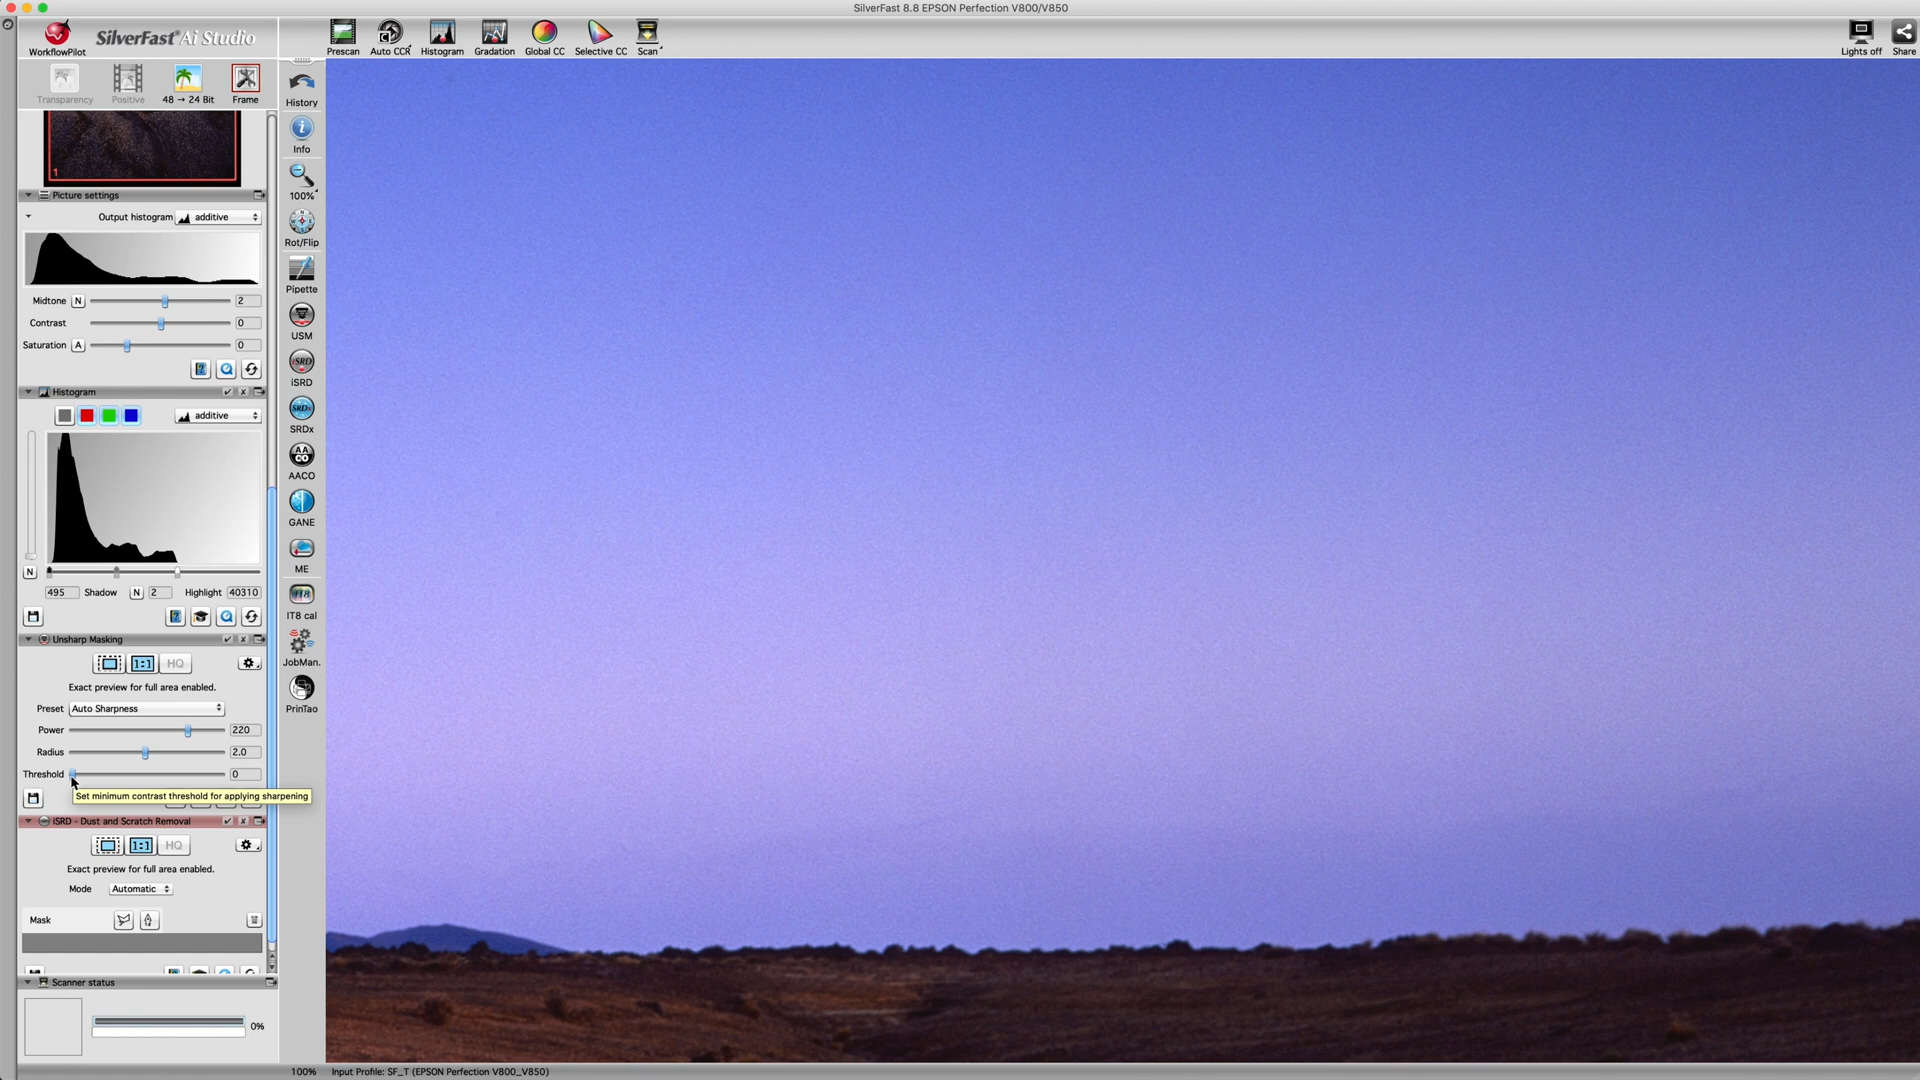 SilverFast 8.8 EPSON Perfection V800/V850
WorkflowPilot
SilverFast® Ai Studio
Prescan
Auto CCR
Histogram
Gradation
Global CC
Selective CC
Scan
Lights off
Share
Transparency
Positive
48 → 24 Bit
Frame
1
History
Info
100%
Rot/Flip
Pipette
USM
iSRD
iSRD
SRDx
SRDx
AACO
AACO
GANE
ME
IT8
IT8 cal
JobMan.
PrinTao
Picture settings
Output histogram additive
Midtone N 2
Contrast 0
Saturation A 0
Histogram
additive
N
495 Shadow N 2 Highlight 40310
Unsharp Masking
1:1 HQ
Exact preview for full area enabled.
Preset Auto Sharpness
Power 220
Radius 2.0
Threshold 0
Set minimum contrast threshold for applying sharpening
iSRD - Dust and Scratch Removal
1:1 HQ
Exact preview for full area enabled.
Mode Automatic
Mask
Scanner status
0%
100% Input Profile: SF_T (EPSON Perfection V800_V850)